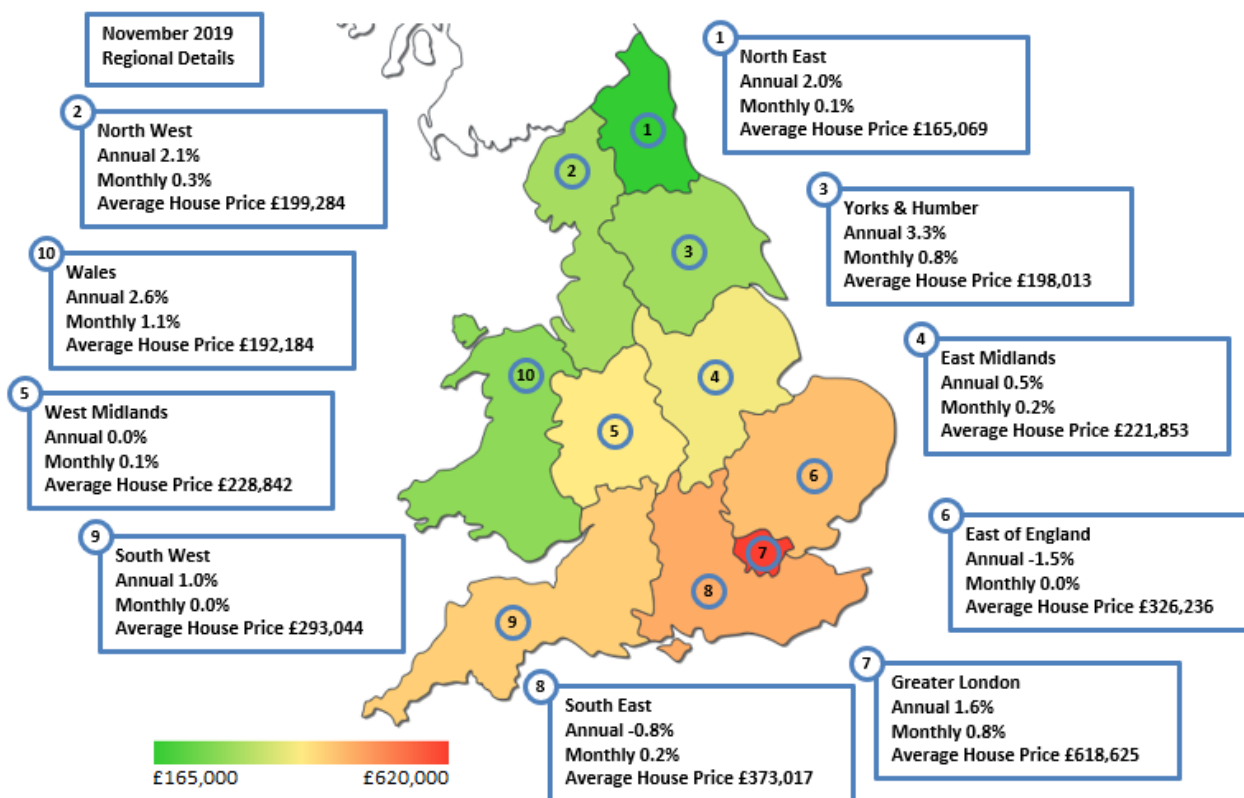 November 2019
Regional Details
1
North East
Annual 2.0%
Monthly 0.1%
Average House Price £165,069
2
North West
Annual 2.1%
Monthly 0.3%
Average House Price £199,284
3
Yorks & Humber
Annual 3.3%
Monthly 0.8%
Average House Price £198,013
10
Wales
Annual 2.6%
Monthly 1.1%
Average House Price £192,184
4
East Midlands
Annual 0.5%
Monthly 0.2%
Average House Price £221,853
5
West Midlands
Annual 0.0%
Monthly 0.1%
Average House Price £228,842
6
East of England
Annual -1.5%
Monthly 0.0%
Average House Price £326,236
9
South West
Annual 1.0%
Monthly 0.0%
Average House Price £293,044
7
Greater London
Annual 1.6%
Monthly 0.8%
Average House Price £618,625
8
South East
Annual -0.8%
Monthly 0.2%
Average House Price £373,017
1
2
3
10
4
5
6
7
8
9
£165,000 £620,000